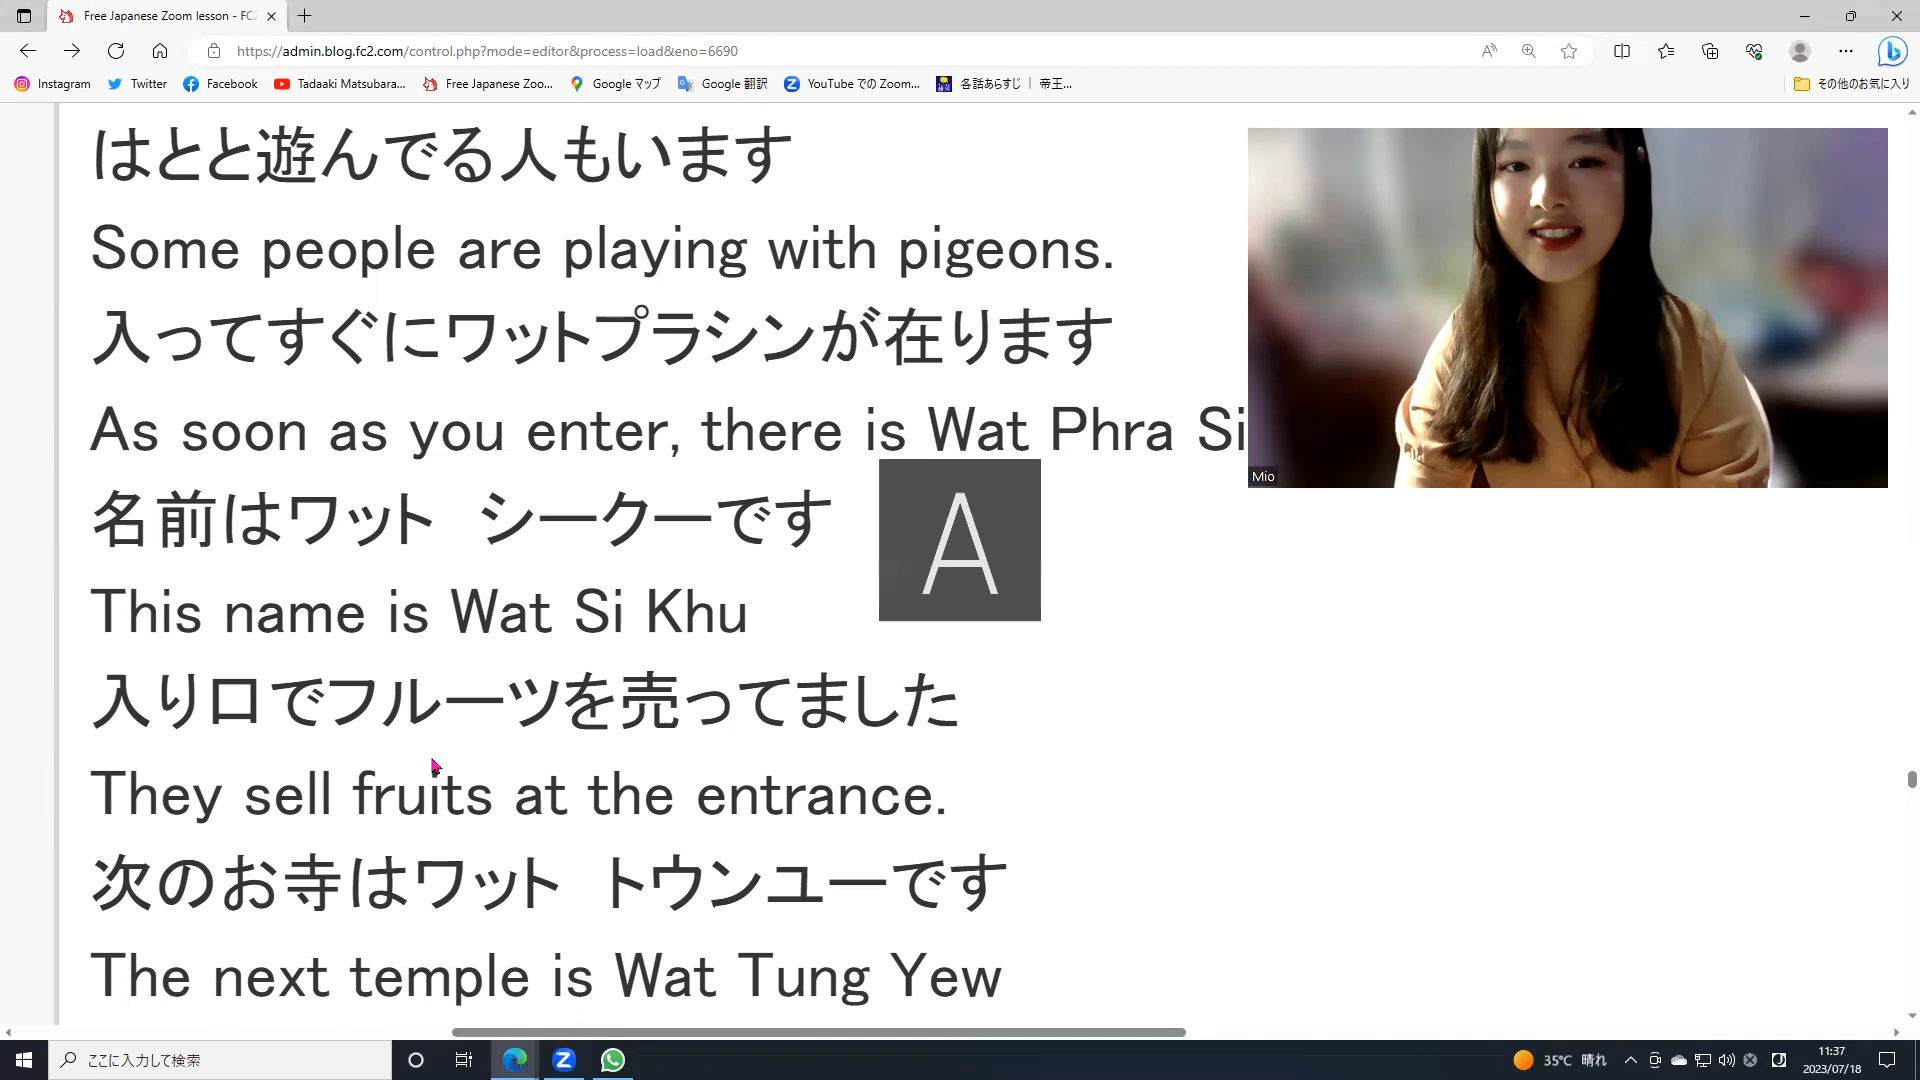 Free Japanese Zoom lesson - FC2
https://admin.blog.fc2.com/control.php?mode=editor&process=load&eno=6690
Instagram
Twitter
Facebook
Tadaaki Matsubara...
Free Japanese Zoo...
Google マップ
Google 翻訳
YouTube での Zoom...
各話あらすじ | 帝王...
その他のお気に入り
はとと遊んでる人もいます
Some people are playing with pigeons.
入ってすぐにワットプラシンが在ります
As soon as you enter, there is Wat Phra Si
名前はワット　シークーです
This name is Wat Si Khu
入り口でフルーツを売ってました
They sell fruits at the entrance.
次のお寺はワット　トウンユーです
The next temple is Wat Tung Yew
Mio
A
ここに入力して検索
35℃ 晴れ
11:37
2023/07/18